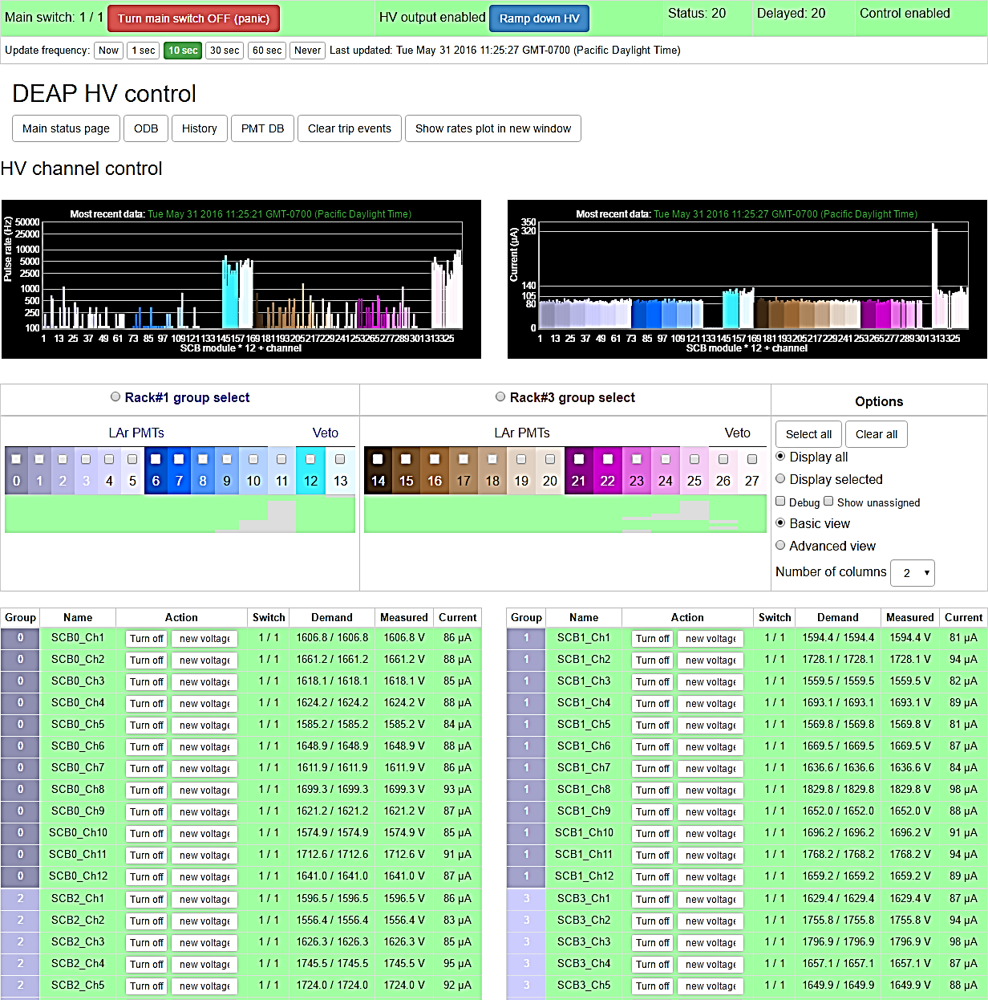 Main switch: 1 / 1 Turn main switch OFF (panic) HV output enabled Ramp down HV Status: 20 Delayed: 20 Control enabled
Update frequency: Now 1 sec 10 sec 30 sec 60 sec Never Last updated: Tue May 31 2016 11:25:27 GMT-0700 (Pacific Daylight Time)
DEAP HV control
Main status page ODB History PMT DB Clear trip events Show rates plot in new window
HV channel control
Most recent data: Tue May 31 2016 11:25:21 GMT-0700 (Pacific Daylight Time)
Pulse rate (Hz)
50000
25000
10000
5000
2500
1000
500
250
100
1 13 25 37 49 61 73 85 97 109121133145157169181193205217229241253265277289301313325
SCB module * 12 + channel
Most recent data: Tue May 31 2016 11:25:27 GMT-0700 (Pacific Daylight Time)
Current (µA)
350
320
140
105
80
0
1 13 25 37 49 61 73 85 97 109121133145157169181193205217229241253265277289301313325
SCB module * 12 + channel
Rack#1 group select Rack#3 group select Options
LAr PMTs Veto LAr PMTs Veto
0 1 2 3 4 5 6 7 8 9 10 11 12 13 14 15 16 17 18 19 20 21 22 23 24 25 26 27
Select all Clear all
Display all
Display selected
Debug Show unassigned
Basic view
Advanced view
Number of columns 2
Group Name Action Switch Demand Measured Current Group Name Action Switch Demand Measured Current
0 SCB0_Ch1 Turn off new voltage 1 / 1 1606.8 / 1606.8 1606.8 V 86 µA 1 SCB1_Ch1 Turn off new voltage 1 / 1 1594.4 / 1594.4 1594.4 V 81 µA
0 SCB0_Ch2 Turn off new voltage 1 / 1 1661.2 / 1661.2 1661.2 V 88 µA 1 SCB1_Ch2 Turn off new voltage 1 / 1 1728.1 / 1728.1 1728.1 V 94 µA
0 SCB0_Ch3 Turn off new voltage 1 / 1 1618.1 / 1618.1 1618.1 V 85 µA 1 SCB1_Ch3 Turn off new voltage 1 / 1 1559.5 / 1559.5 1559.5 V 82 µA
0 SCB0_Ch4 Turn off new voltage 1 / 1 1624.2 / 1624.2 1624.2 V 88 µA 1 SCB1_Ch4 Turn off new voltage 1 / 1 1693.1 / 1693.1 1693.1 V 89 µA
0 SCB0_Ch5 Turn off new voltage 1 / 1 1585.2 / 1585.2 1585.2 V 84 µA 1 SCB1_Ch5 Turn off new voltage 1 / 1 1569.8 / 1569.8 1569.8 V 81 µA
0 SCB0_Ch6 Turn off new voltage 1 / 1 1648.9 / 1648.9 1648.9 V 88 µA 1 SCB1_Ch6 Turn off new voltage 1 / 1 1669.5 / 1669.5 1669.5 V 87 µA
0 SCB0_Ch7 Turn off new voltage 1 / 1 1611.9 / 1611.9 1611.9 V 86 µA 1 SCB1_Ch7 Turn off new voltage 1 / 1 1636.6 / 1636.6 1636.6 V 84 µA
0 SCB0_Ch8 Turn off new voltage 1 / 1 1699.3 / 1699.3 1699.3 V 93 µA 1 SCB1_Ch8 Turn off new voltage 1 / 1 1829.8 / 1829.8 1829.8 V 98 µA
0 SCB0_Ch9 Turn off new voltage 1 / 1 1621.2 / 1621.2 1621.2 V 87 µA 1 SCB1_Ch9 Turn off new voltage 1 / 1 1652.0 / 1652.0 1652.0 V 88 µA
0 SCB0_Ch10 Turn off new voltage 1 / 1 1574.9 / 1574.9 1574.9 V 85 µA 1 SCB1_Ch10 Turn off new voltage 1 / 1 1696.2 / 1696.2 1696.2 V 91 µA
0 SCB0_Ch11 Turn off new voltage 1 / 1 1712.6 / 1712.6 1712.6 V 91 µA 1 SCB1_Ch11 Turn off new voltage 1 / 1 1768.2 / 1768.2 1768.2 V 94 µA
0 SCB0_Ch12 Turn off new voltage 1 / 1 1641.0 / 1641.0 1641.0 V 87 µA 1 SCB1_Ch12 Turn off new voltage 1 / 1 1659.2 / 1659.2 1659.2 V 89 µA
2 SCB2_Ch1 Turn off new voltage 1 / 1 1596.5 / 1596.5 1596.5 V 86 µA 3 SCB3_Ch1 Turn off new voltage 1 / 1 1629.4 / 1629.4 1629.4 V 87 µA
2 SCB2_Ch2 Turn off new voltage 1 / 1 1556.4 / 1556.4 1556.4 V 83 µA 3 SCB3_Ch2 Turn off new voltage 1 / 1 1755.8 / 1755.8 1755.8 V 94 µA
2 SCB2_Ch3 Turn off new voltage 1 / 1 1626.3 / 1626.3 1626.3 V 85 µA 3 SCB3_Ch3 Turn off new voltage 1 / 1 1796.9 / 1796.9 1796.9 V 98 µA
2 SCB2_Ch4 Turn off new voltage 1 / 1 1745.5 / 1745.5 1745.5 V 95 µA 3 SCB3_Ch4 Turn off new voltage 1 / 1 1657.1 / 1657.1 1657.1 V 87 µA
2 SCB2_Ch5 Turn off new voltage 1 / 1 1724.0 / 1724.0 1724.0 V 92 µA 3 SCB3_Ch5 Turn off new voltage 1 / 1 1649.9 / 1649.9 1649.9 V 88 µA